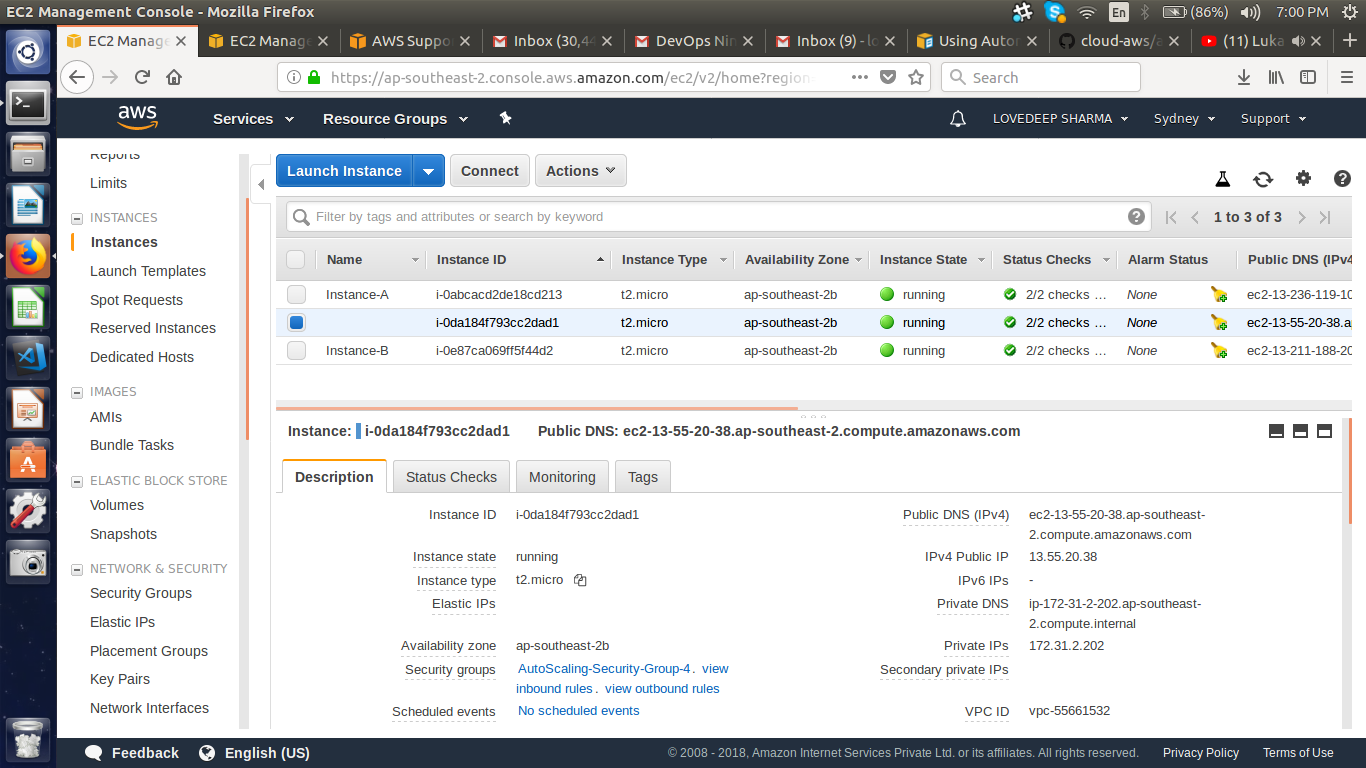 EC2 Management Console - Mozilla Firefox
En
(86%)
7:00 PM
EC2 Manage
EC2 Manage
AWS Suppo
Inbox (30,44
DevOps Nin
Inbox (9) - lo
Using Autor
cloud-aws/a
(11) Luka
https://ap-southeast-2.console.aws.amazon.com/ec2/v2/home?region
Search
aws
Services
Resource Groups
LOVEDEEP SHARMA
Sydney
Support
Reports
Limits
INSTANCES
Instances
Launch Templates
Spot Requests
Reserved Instances
Dedicated Hosts
IMAGES
AMIs
Bundle Tasks
ELASTIC BLOCK STORE
Volumes
Snapshots
NETWORK & SECURITY
Security Groups
Elastic IPs
Placement Groups
Key Pairs
Network Interfaces
Launch Instance
Connect
Actions
Filter by tags and attributes or search by keyword
1 to 3 of 3
Name Instance ID Instance Type Availability Zone Instance State Status Checks Alarm Status Public DNS (IPv4
Instance-A i-0abcacd2de18cd213 t2.micro ap-southeast-2b running 2/2 checks … None ec2-13-236-119-10
i-0da184f793cc2dad1 t2.micro ap-southeast-2b running 2/2 checks … None ec2-13-55-20-38.a
Instance-B i-0e87ca069ff5f44d2 t2.micro ap-southeast-2b running 2/2 checks … None ec2-13-211-188-20
Instance: i-0da184f793cc2dad1 Public DNS: ec2-13-55-20-38.ap-southeast-2.compute.amazonaws.com
Description
Status Checks
Monitoring
Tags
Instance ID i-0da184f793cc2dad1
Instance state running
Instance type t2.micro
Elastic IPs
Availability zone ap-southeast-2b
Security groups AutoScaling-Security-Group-4. view
inbound rules. view outbound rules
Scheduled events No scheduled events
Public DNS (IPv4) ec2-13-55-20-38.ap-southeast-
2.compute.amazonaws.com
IPv4 Public IP 13.55.20.38
IPv6 IPs -
Private DNS ip-172-31-2-202.ap-southeast-
2.compute.internal
Private IPs 172.31.2.202
Secondary private IPs
VPC ID vpc-55661532
Feedback
English (US)
© 2008 - 2018, Amazon Internet Services Private Ltd. or its affiliates. All rights reserved.
Privacy Policy
Terms of Use